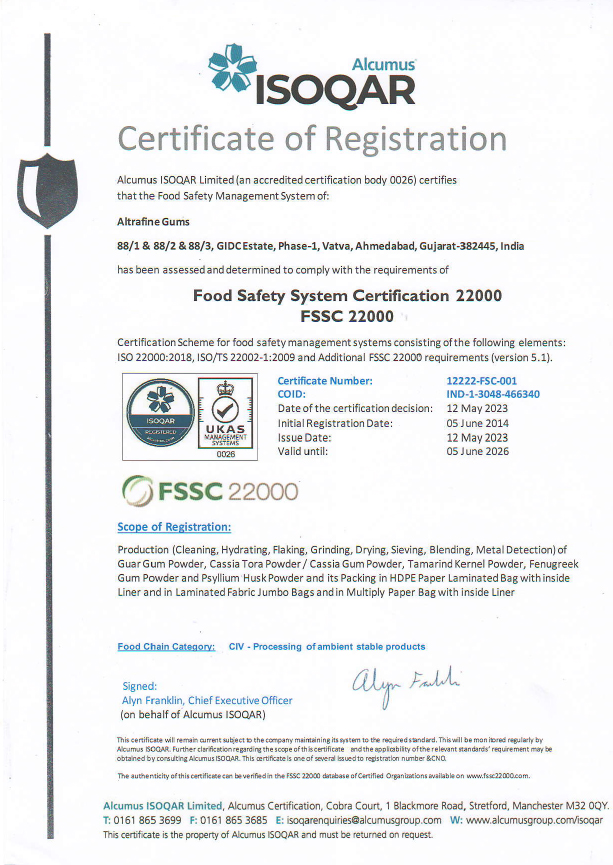 Alcumus
ISOQAR
Certificate of Registration
Alcumus ISOQAR Limited (an accredited certification body 0026) certifies
that the Food Safety Management System of:
Altrafine Gums
88/1 & 88/2 & 88/3, GIDC Estate, Phase-1, Vatva, Ahmedabad, Gujarat-382445, India
has been assessed and determined to comply with the requirements of
Food Safety System Certification 22000
FSSC 22000
Certification Scheme for food safety management systems consisting of the following elements:
ISO 22000:2018, ISO/TS 22002-1:2009 and Additional FSSC 22000 requirements (version 5.1).
Certificate Number: 12222-FSC-001
COID: IND-1-3048-466340
Date of the certification decision: 12 May 2023
Initial Registration Date: 05 June 2014
Issue Date: 12 May 2023
Valid until: 05 June 2026
ISOQAR
REGISTERED
UKAS
MANAGEMENT
SYSTEMS
0026
FSSC 22000
Scope of Registration:
Production (Cleaning, Hydrating, Flaking, Grinding, Drying, Sieving, Blending, Metal Detection) of
Guar Gum Powder, Cassia Tora Powder / Cassia Gum Powder, Tamarind Kernel Powder, Fenugreek
Gum Powder and Psyllium Husk Powder and its Packing in HDPE Paper Laminated Bag with inside
Liner and in Laminated Fabric Jumbo Bags and in Multiply Paper Bag with inside Liner
Food Chain Category: CIV - Processing of ambient stable products
Signed:
Alyn Franklin, Chief Executive Officer
(on behalf of Alcumus ISOQAR)
This certificate will remain current subject to the company maintaining its system to the required standard. This will be monitored regularly by
Alcumus ISOQAR. Further clarification regarding the scope of this certificate and the applicability of the relevant standards' requirement may be
obtained by consulting Alcumus ISOQAR. This certificate is one of several issued to registration number &CNO.
The authenticity of this certificate can be verified in the FSSC 22000 database of Certified Organizations available on www.fssc22000.com.
Alcumus ISOQAR Limited, Alcumus Certification, Cobra Court, 1 Blackmore Road, Stretford, Manchester M32 0QY.
T: 0161 865 3699 F: 0161 865 3685 E: isoqarenquiries@alcumusgroup.com W: www.alcumusgroup.com/isoqar
This certificate is the property of Alcumus ISOQAR and must be returned on request.